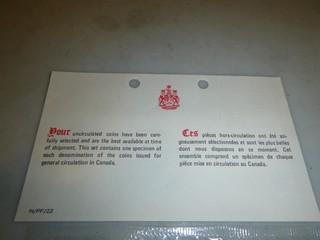 Your uncirculated coins have been care-
fully selected and are the best available at time
of shipment. This set contains one specimen of
each denomination of the coins issued for
general circulation in Canada.
Ces pièces hors-circulation ont été soi-
gneusement sélectionnées et sont les plus belles
dont nous disposons en ce moment. Cet
ensemble comprend un spécimen de chaque
pièce mise en circulation au Canada.